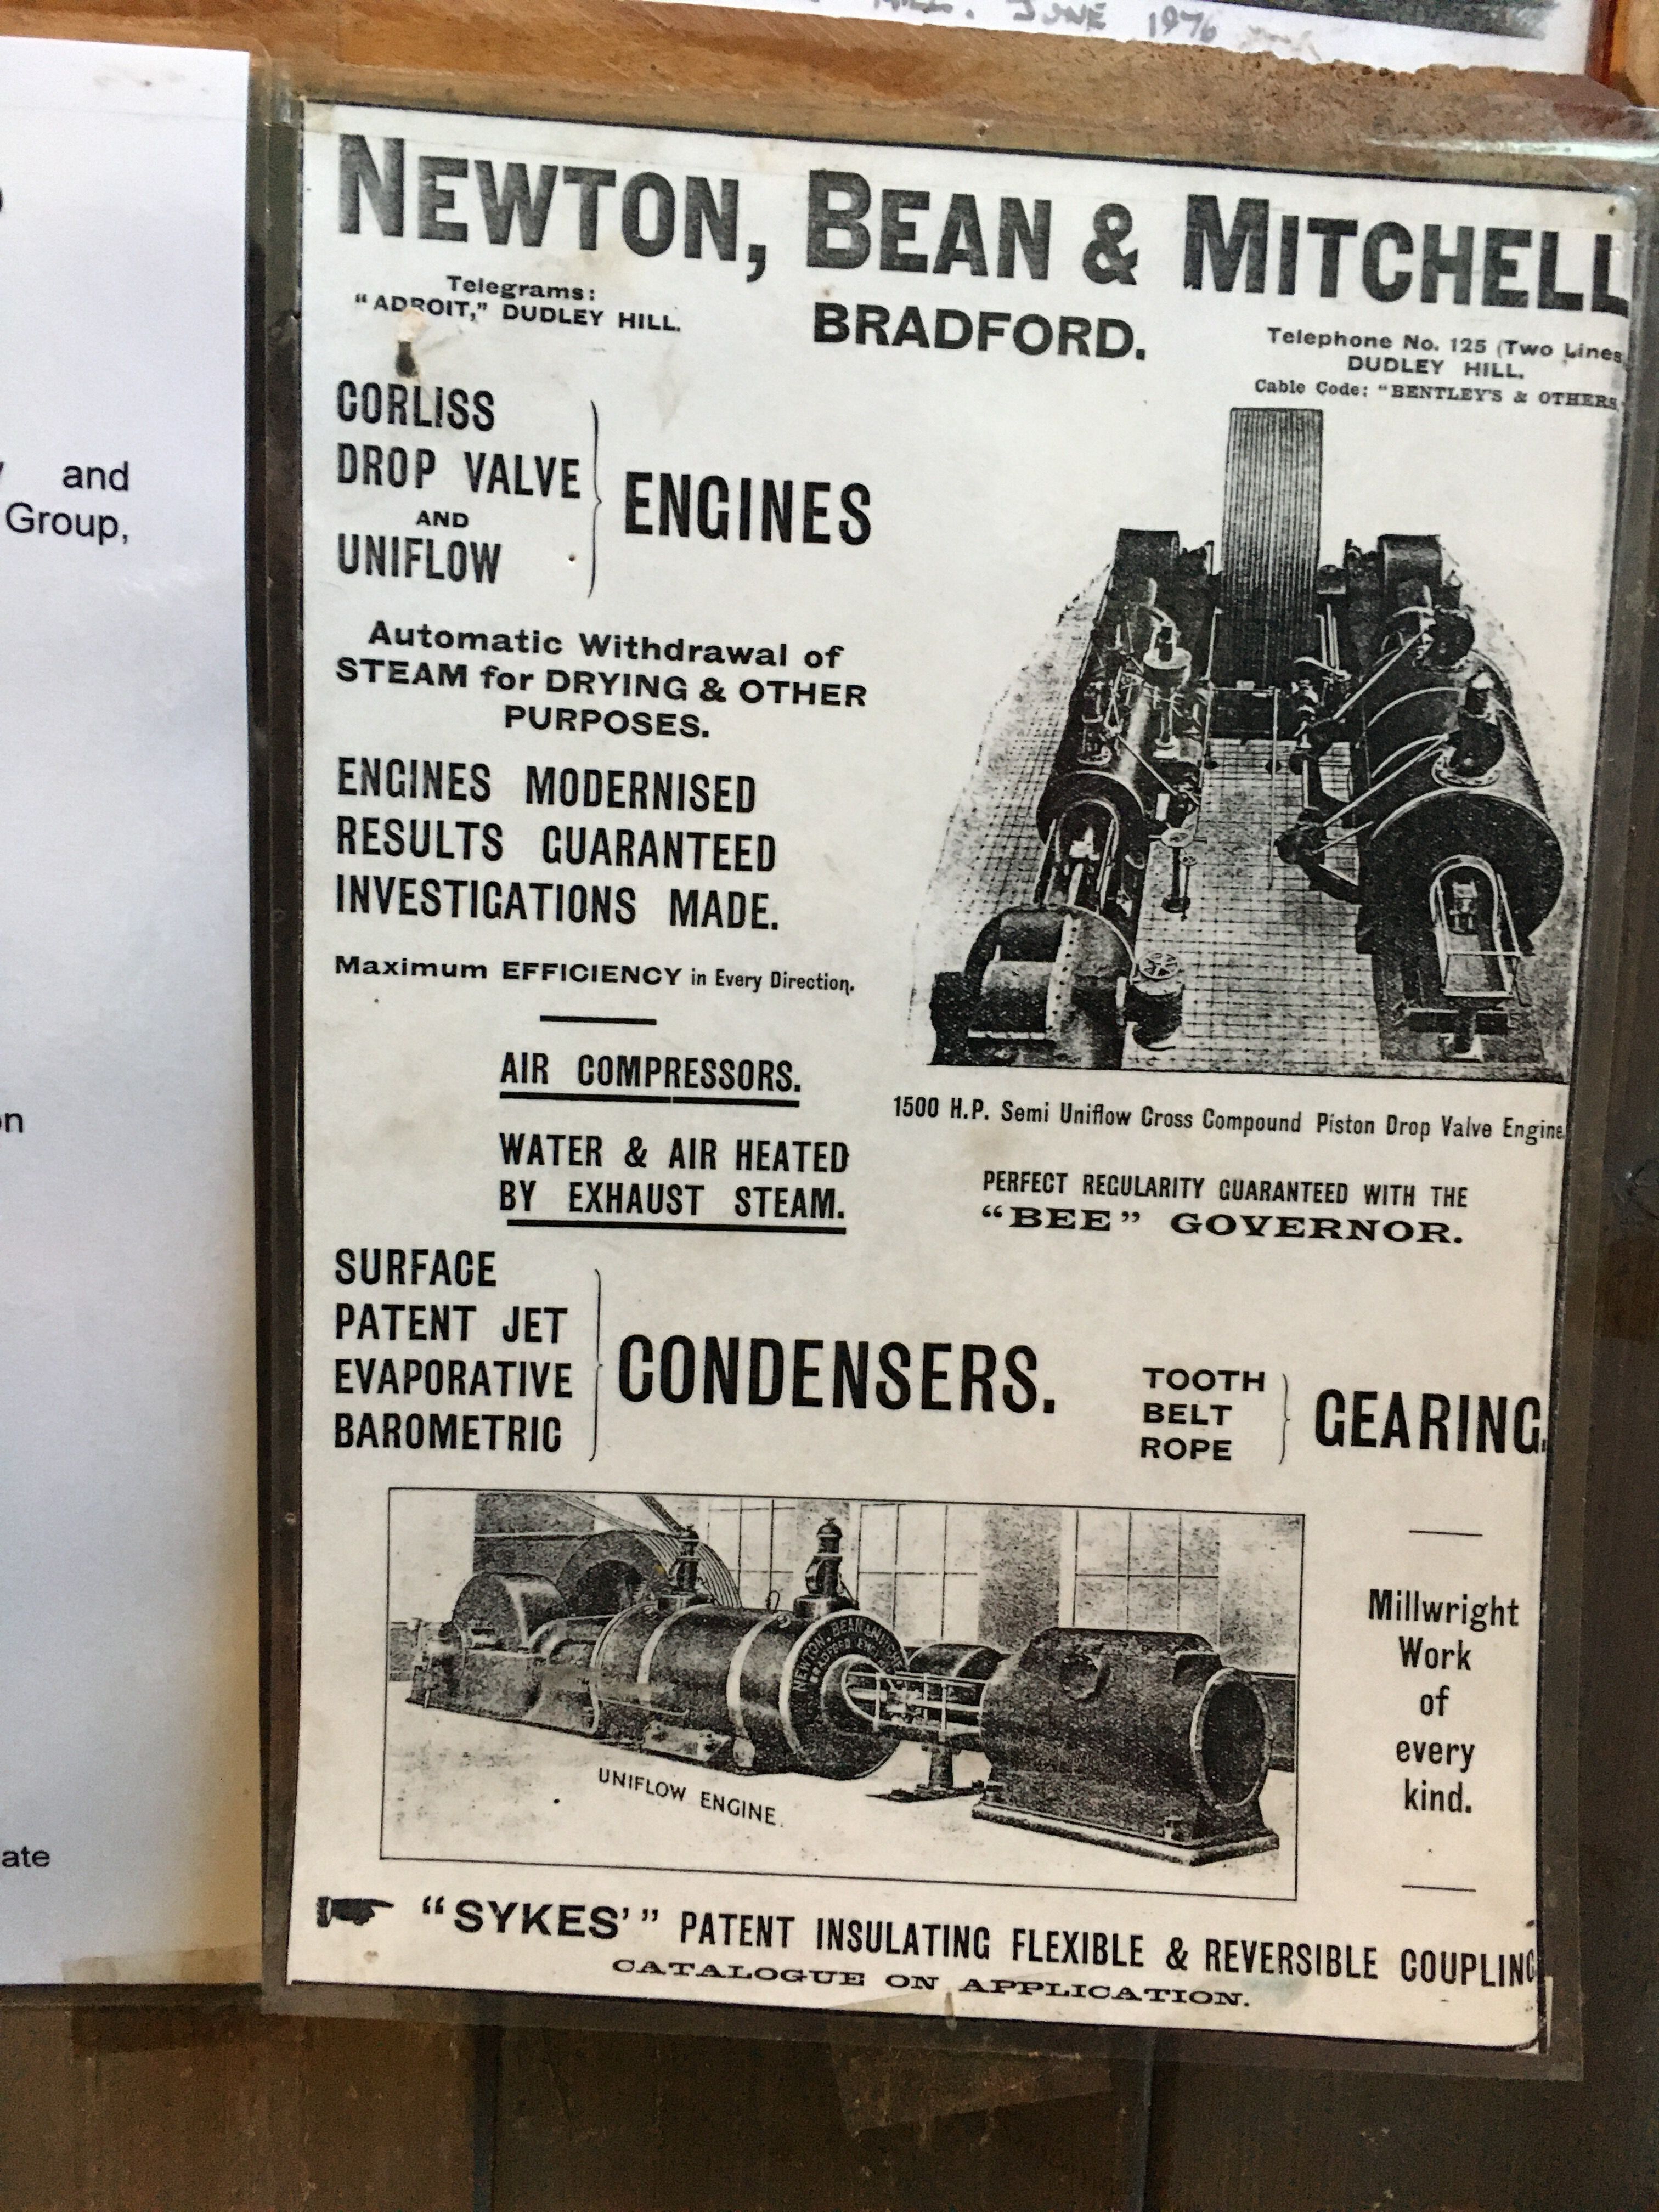 JUNE 1976
and
Group,
ate
NEWTON, BEAN & MITCHELL
BRADFORD.
Telegrams:
"ADROIT," DUDLEY HILL.
Telephone No. 125 (Two Lines
DUDLEY HILL.
Cable Code: "BENTLEY'S & OTHERS
CORLISS
DROP VALVE
AND
UNIFLOW
ENGINES
Automatic Withdrawal of
STEAM for DRYING & OTHER
PURPOSES.
ENGINES MODERNISED
RESULTS GUARANTEED
INVESTIGATIONS MADE.
Maximum EFFICIENCY in Every Direction.
AIR COMPRESSORS.
WATER & AIR HEATED
BY EXHAUST STEAM.
1500 H.P. Semi Uniflow Cross Compound Piston Drop Valve Engine
PERFECT REGULARITY GUARANTEED WITH THE
"BEE" GOVERNOR.
SURFACE
PATENT JET
EVAPORATIVE
BAROMETRIC
CONDENSERS.
TOOTH
BELT
ROPE
GEARING.
NEWTON, BEAN & MITCHELL
BRADFORD ENGLAND
UNIFLOW ENGINE.
Millwright
Work
of
every
kind.
"SYKES'" PATENT INSULATING FLEXIBLE & REVERSIBLE COUPLING
CATALOGUE ON APPLICATION.